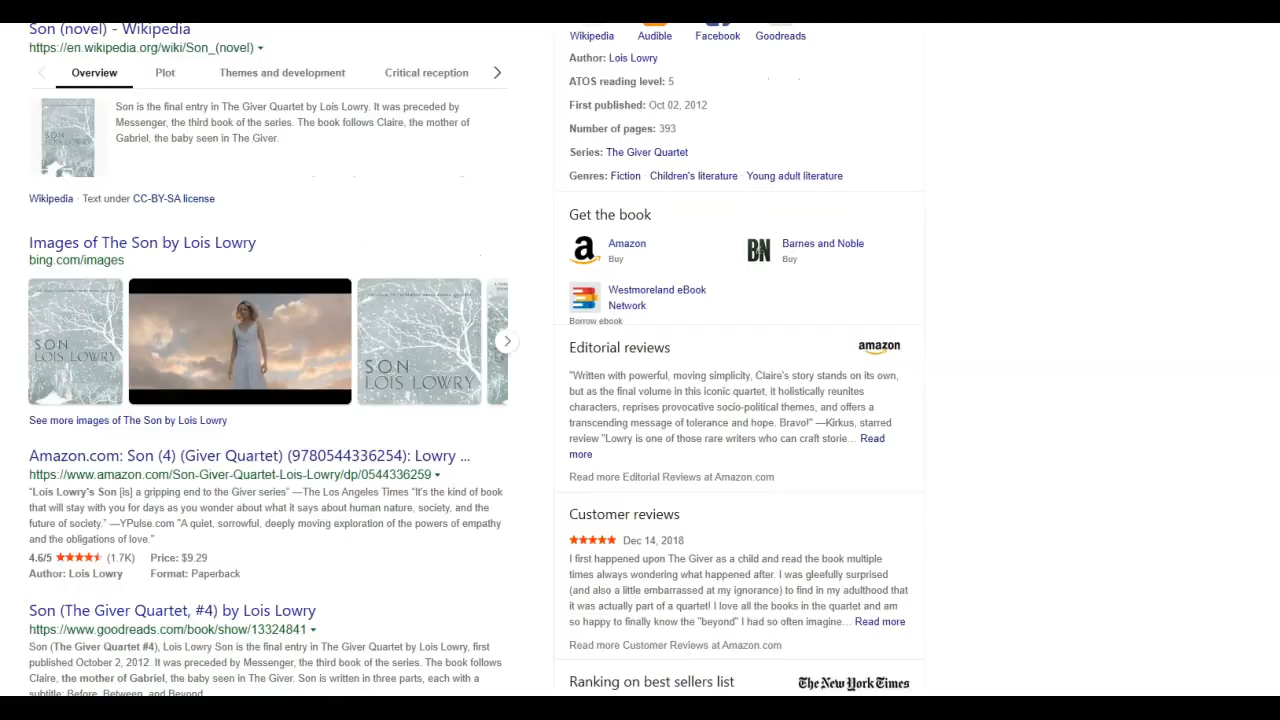 Son (novel) - Wikipedia
https://en.wikipedia.org/wiki/Son_(novel)
Overview
Plot
Themes and development
Critical reception
Son is the final entry in The Giver Quartet by Lois Lowry. It was preceded by
Messenger, the third book of the series. The book follows Claire, the mother of
Gabriel, the baby seen in The Giver.
SON
LOIS LOWRY
Wikipedia · Text under CC-BY-SA license
Images of The Son by Lois Lowry
bing.com/images
SON
LOIS LOWRY
SON
LOIS LOWRY
See more images of The Son by Lois Lowry
Amazon.com: Son (4) (Giver Quartet) (9780544336254): Lowry ...
https://www.amazon.com/Son-Giver-Quartet-Lois-Lowry/dp/0544336259
“Lois Lowry's Son [is] a gripping end to the Giver series” —The Los Angeles Times “It's the kind of book
that will stay with you for days as you wonder about what it says about human nature, society, and the
future of society.” —YPulse.com "A quiet, sorrowful, deeply moving exploration of the powers of empathy
and the obligations of love."
4.6/5 (1.7K) Price: $9.29
Author: Lois Lowry Format: Paperback
Son (The Giver Quartet, #4) by Lois Lowry
https://www.goodreads.com/book/show/13324841
Son (The Giver Quartet #4), Lois Lowry Son is the final entry in The Giver Quartet by Lois Lowry, first
published October 2, 2012. It was preceded by Messenger, the third book of the series. The book follows
Claire, the mother of Gabriel, the baby seen in The Giver. Son is written in three parts, each with a
subtitle: Before, Between, and Beyond.
Wikipedia
Audible
Facebook
Goodreads
Author: Lois Lowry
ATOS reading level: 5
First published: Oct 02, 2012
Number of pages: 393
Series: The Giver Quartet
Genres: Fiction · Children's literature · Young adult literature
Get the book
a
Amazon
Buy
BN
Barnes and Noble
Buy
Westmoreland eBook
Network
Borrow ebook
Editorial reviews
amazon
"Written with powerful, moving simplicity, Claire's story stands on its own,
but as the final volume in this iconic quartet, it holistically reunites
characters, reprises provocative socio-political themes, and offers a
transcending message of tolerance and hope. Bravo!" —Kirkus, starred
review "Lowry is one of those rare writers who can craft storie... Read
more
Read more Editorial Reviews at Amazon.com
Customer reviews
Dec 14, 2018
I first happened upon The Giver as a child and read the book multiple
times always wondering what happened after. I was gleefully surprised
(and also a little embarrassed at my ignorance) to find in my adulthood that
it was actually part of a quartet! I love all the books in the quartet and am
so happy to finally know the "beyond" I had so often imagine... Read more
Read more Customer Reviews at Amazon.com
Ranking on best sellers list
The New York Times